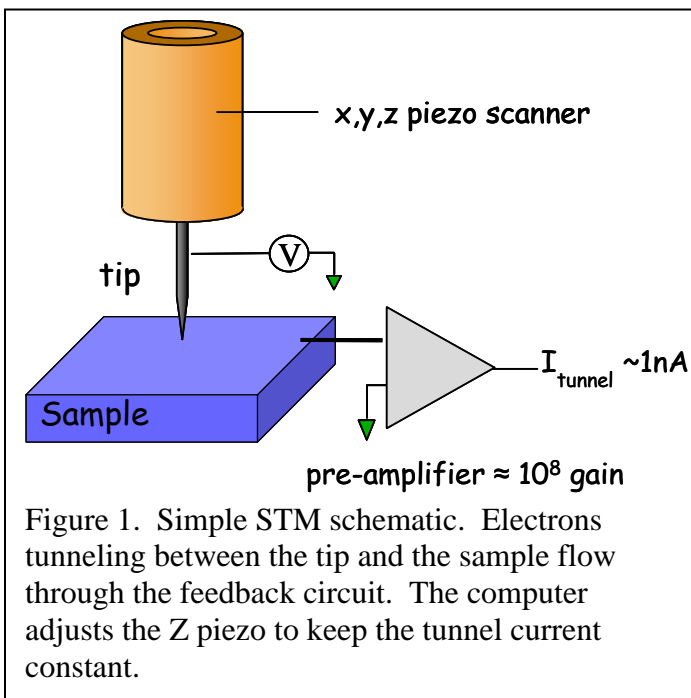 x,y,z piezo scanner
V
tip
I_tunnel ~1nA
Sample
pre-amplifier ≈ 10⁸ gain
Figure 1.  Simple STM schematic.  Electrons
tunneling between the tip and the sample flow
through the feedback circuit.  The computer
adjusts the Z piezo to keep the tunnel current
constant.